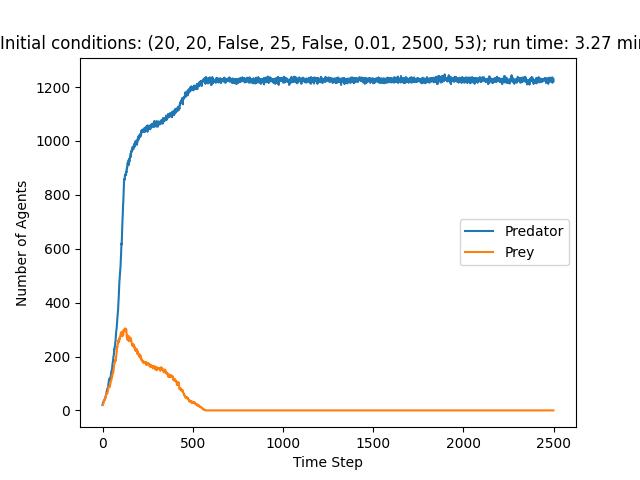 Initial conditions: (20, 20, False, 25, False, 0.01, 2500, 53); run time: 3.27
1200
1000
800
600
400
200
0
Number of Agents
Predator
Prey
0 500 1000 1500 2000 2500
Time Step